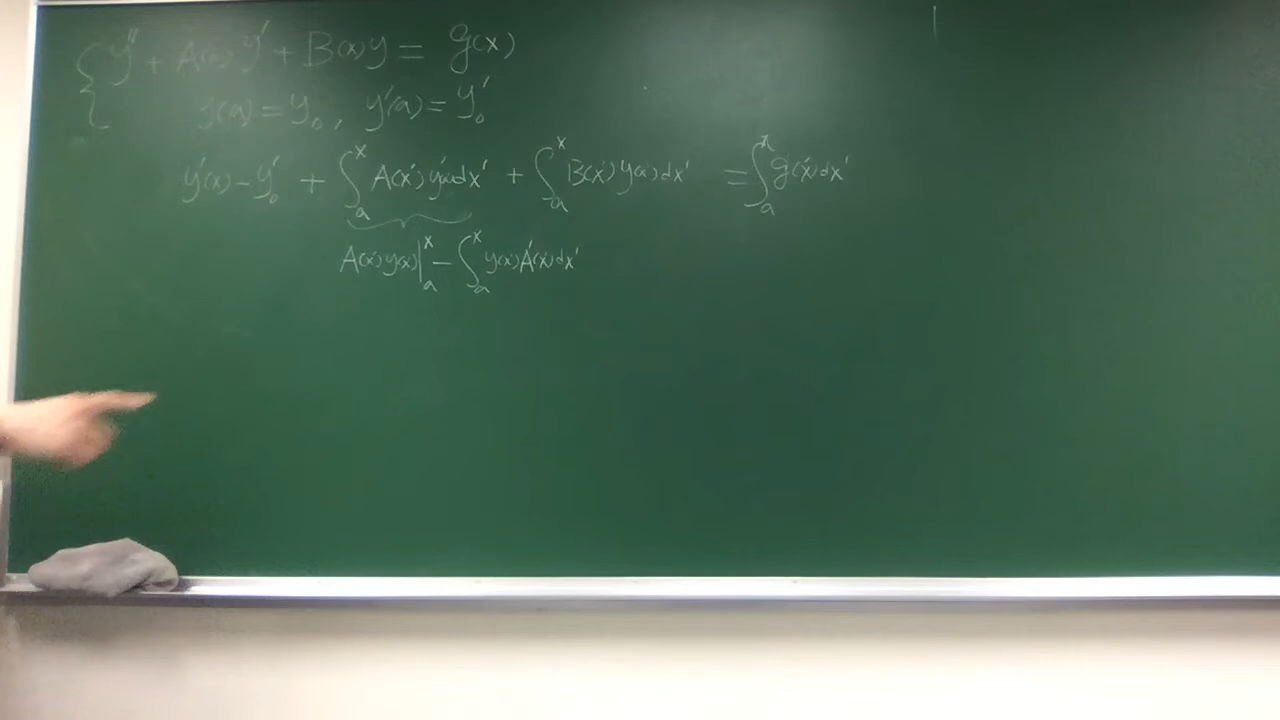 { y'' + A(x) y' + B(x) y = g(x)
y(a) = y₀ , y'(a) = y₀'
y'(x) - y₀' + ∫ₐˣ A(x') y'(x') dx' + ∫ₐˣ B(x') y(x') dx' = ∫ₐˣ g(x') dx'
A(x') y(x') |ₐˣ - ∫ₐˣ y(x') A'(x') dx'